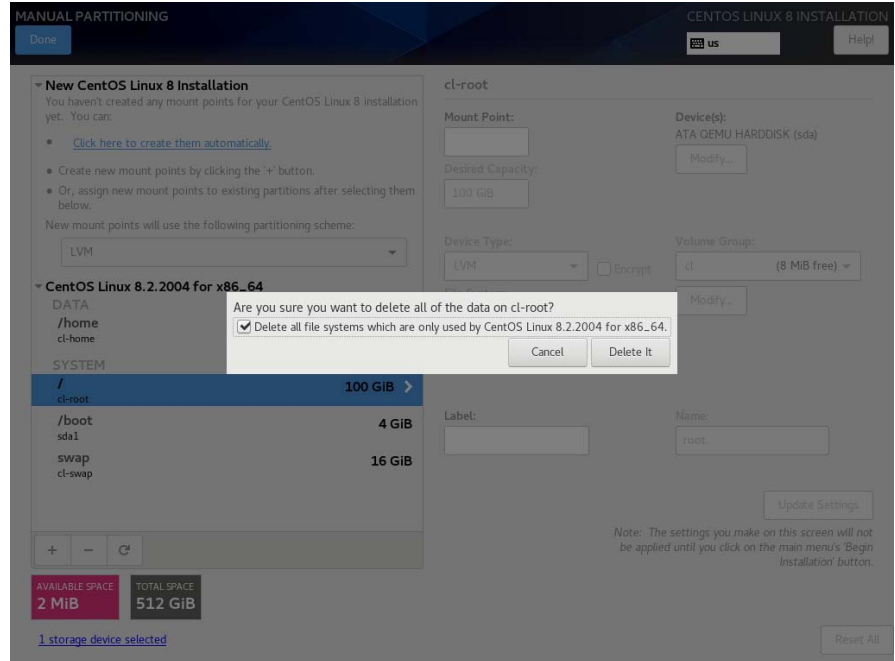 MANUAL PARTITIONING
CENTOS LINUX 8 INSTALLATION
Done
us
Help!
New CentOS Linux 8 Installation
You haven't created any mount points for your CentOS Linux 8 installation
yet. You can:
• Click here to create them automatically.
• Create new mount points by clicking the '+' button.
• Or, assign new mount points to existing partitions after selecting them
below.
New mount points will use the following partitioning scheme:
LVM
CentOS Linux 8.2.2004 for x86_64
DATA
/home
cl-home
SYSTEM
/ 100 GiB
cl-root
/boot 4 GiB
sda1
swap 16 GiB
cl-swap
+ −
AVAILABLE SPACE
2 MiB
TOTAL SPACE
512 GiB
1 storage device selected
cl-root
Mount Point:
Device(s):
ATA QEMU HARDDISK (sda)
Modify...
Desired Capacity:
100 GiB
Device Type:
Volume Group:
LVM
Encrypt
cl (8 MiB free)
Modify...
Are you sure you want to delete all of the data on cl-root?
Delete all file systems which are only used by CentOS Linux 8.2.2004 for x86_64.
Cancel
Delete It
Label:
Name:
root
Update Settings
Note: The settings you make on this screen will not
be applied until you click on the main menu's 'Begin
Installation' button.
Reset All